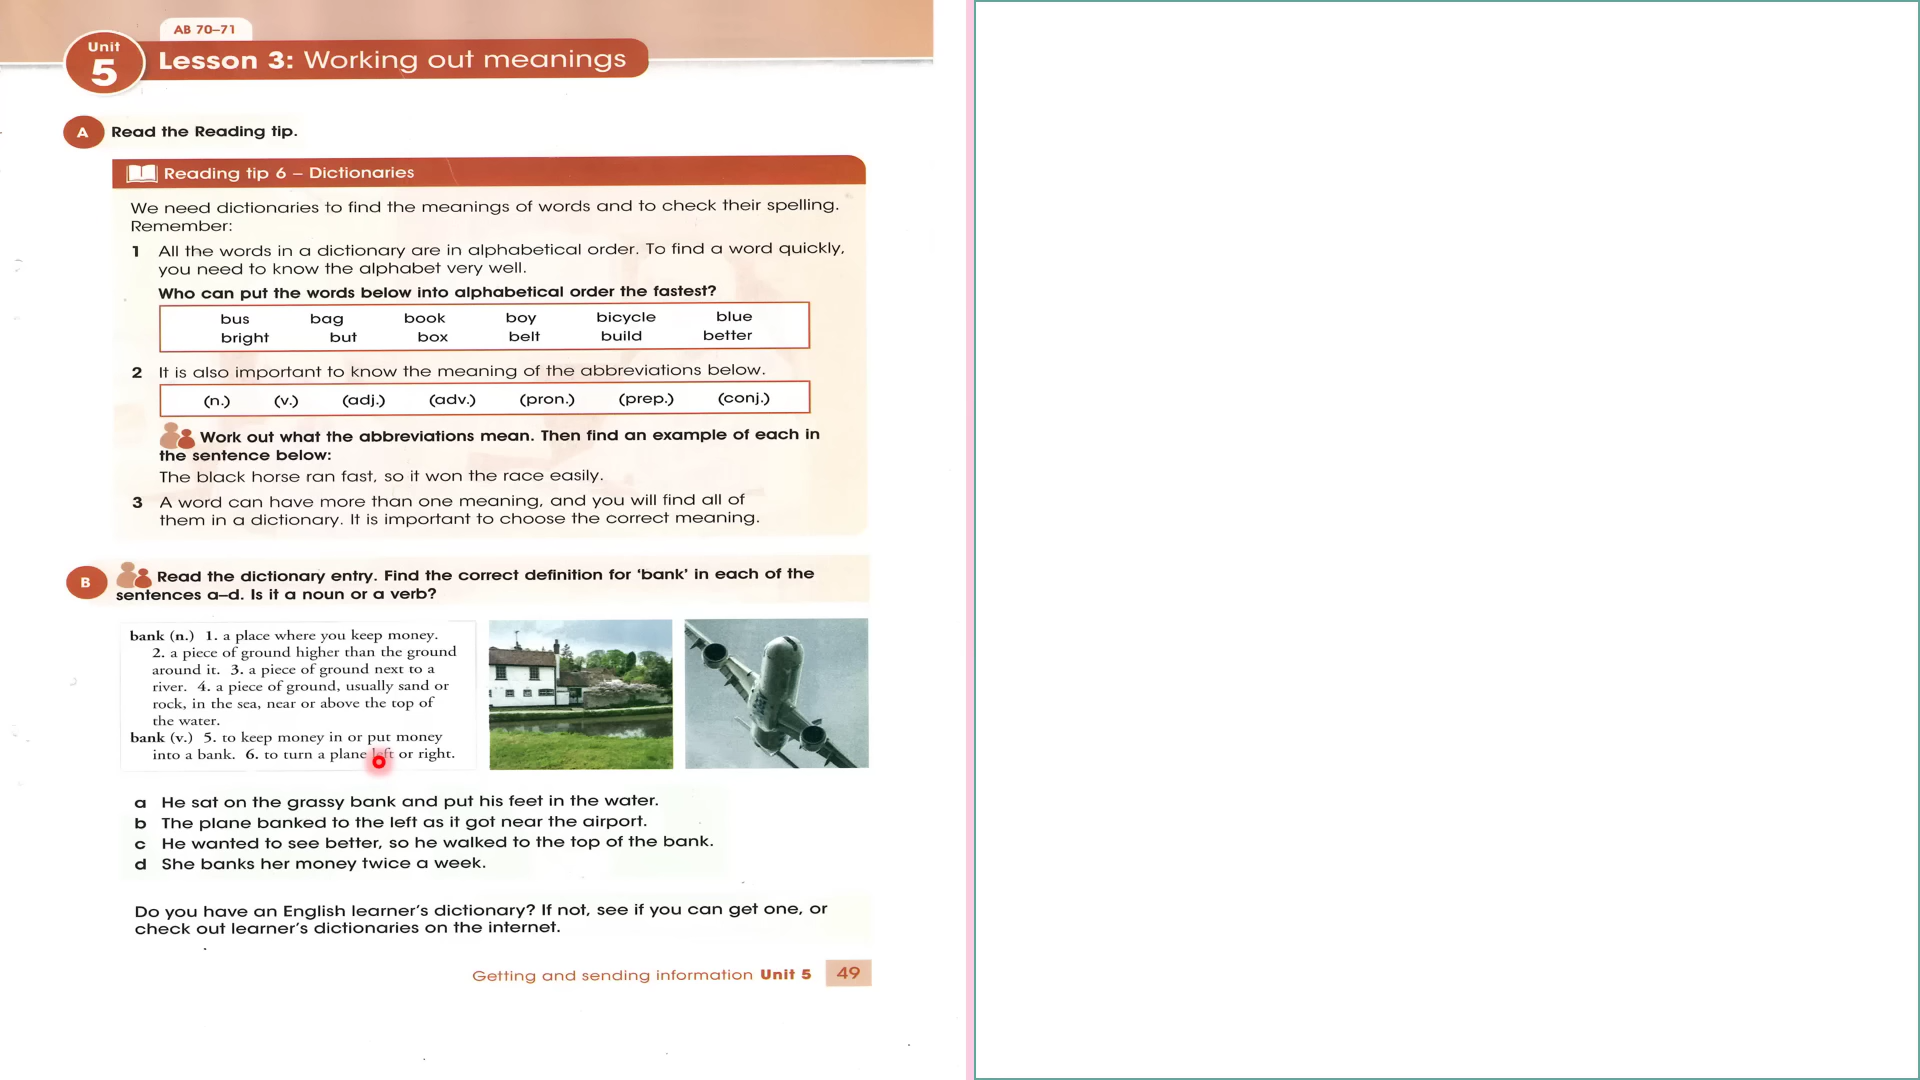 AB 70–71
Unit
5
Lesson 3: Working out meanings
A Read the Reading tip.
Reading tip 6 – Dictionaries
We need dictionaries to find the meanings of words and to check their spelling.
Remember:
1 All the words in a dictionary are in alphabetical order. To find a word quickly,
you need to know the alphabet very well.
Who can put the words below into alphabetical order the fastest?
bus bag book boy bicycle blue
bright but box belt build better
2 It is also important to know the meaning of the abbreviations below.
(n.) (v.) (adj.) (adv.) (pron.) (prep.) (conj.)
Work out what the abbreviations mean. Then find an example of each in
the sentence below:
The black horse ran fast, so it won the race easily.
3 A word can have more than one meaning, and you will find all of
them in a dictionary. It is important to choose the correct meaning.
B Read the dictionary entry. Find the correct definition for ‘bank’ in each of the
sentences a–d. Is it a noun or a verb?
bank (n.) 1. a place where you keep money.
2. a piece of ground higher than the ground
around it. 3. a piece of ground next to a
river. 4. a piece of ground, usually sand or
rock, in the sea, near or above the top of
the water.
bank (v.) 5. to keep money in or put money
into a bank. 6. to turn a plane left or right.
a He sat on the grassy bank and put his feet in the water.
b The plane banked to the left as it got near the airport.
c He wanted to see better, so he walked to the top of the bank.
d She banks her money twice a week.
Do you have an English learner’s dictionary? If not, see if you can get one, or
check out learner’s dictionaries on the internet.
Getting and sending information Unit 5 49